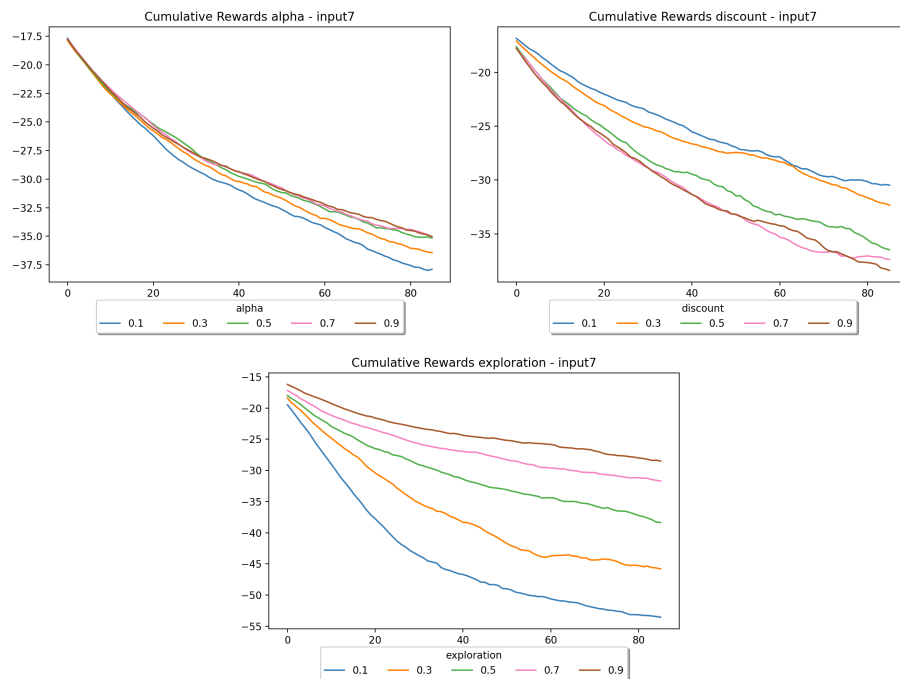 Cumulative Rewards alpha - input7
−17.5
−20.0
−22.5
−25.0
−27.5
−30.0
−32.5
−35.0
−37.5
0 20 40 60 80
alpha
0.1 0.3 0.5 0.7 0.9
Cumulative Rewards discount - input7
−20
−25
−30
−35
0 20 40 60 80
discount
0.1 0.3 0.5 0.7 0.9
Cumulative Rewards exploration - input7
−15
−20
−25
−30
−35
−40
−45
−50
−55
0 20 40 60 80
exploration
0.1 0.3 0.5 0.7 0.9